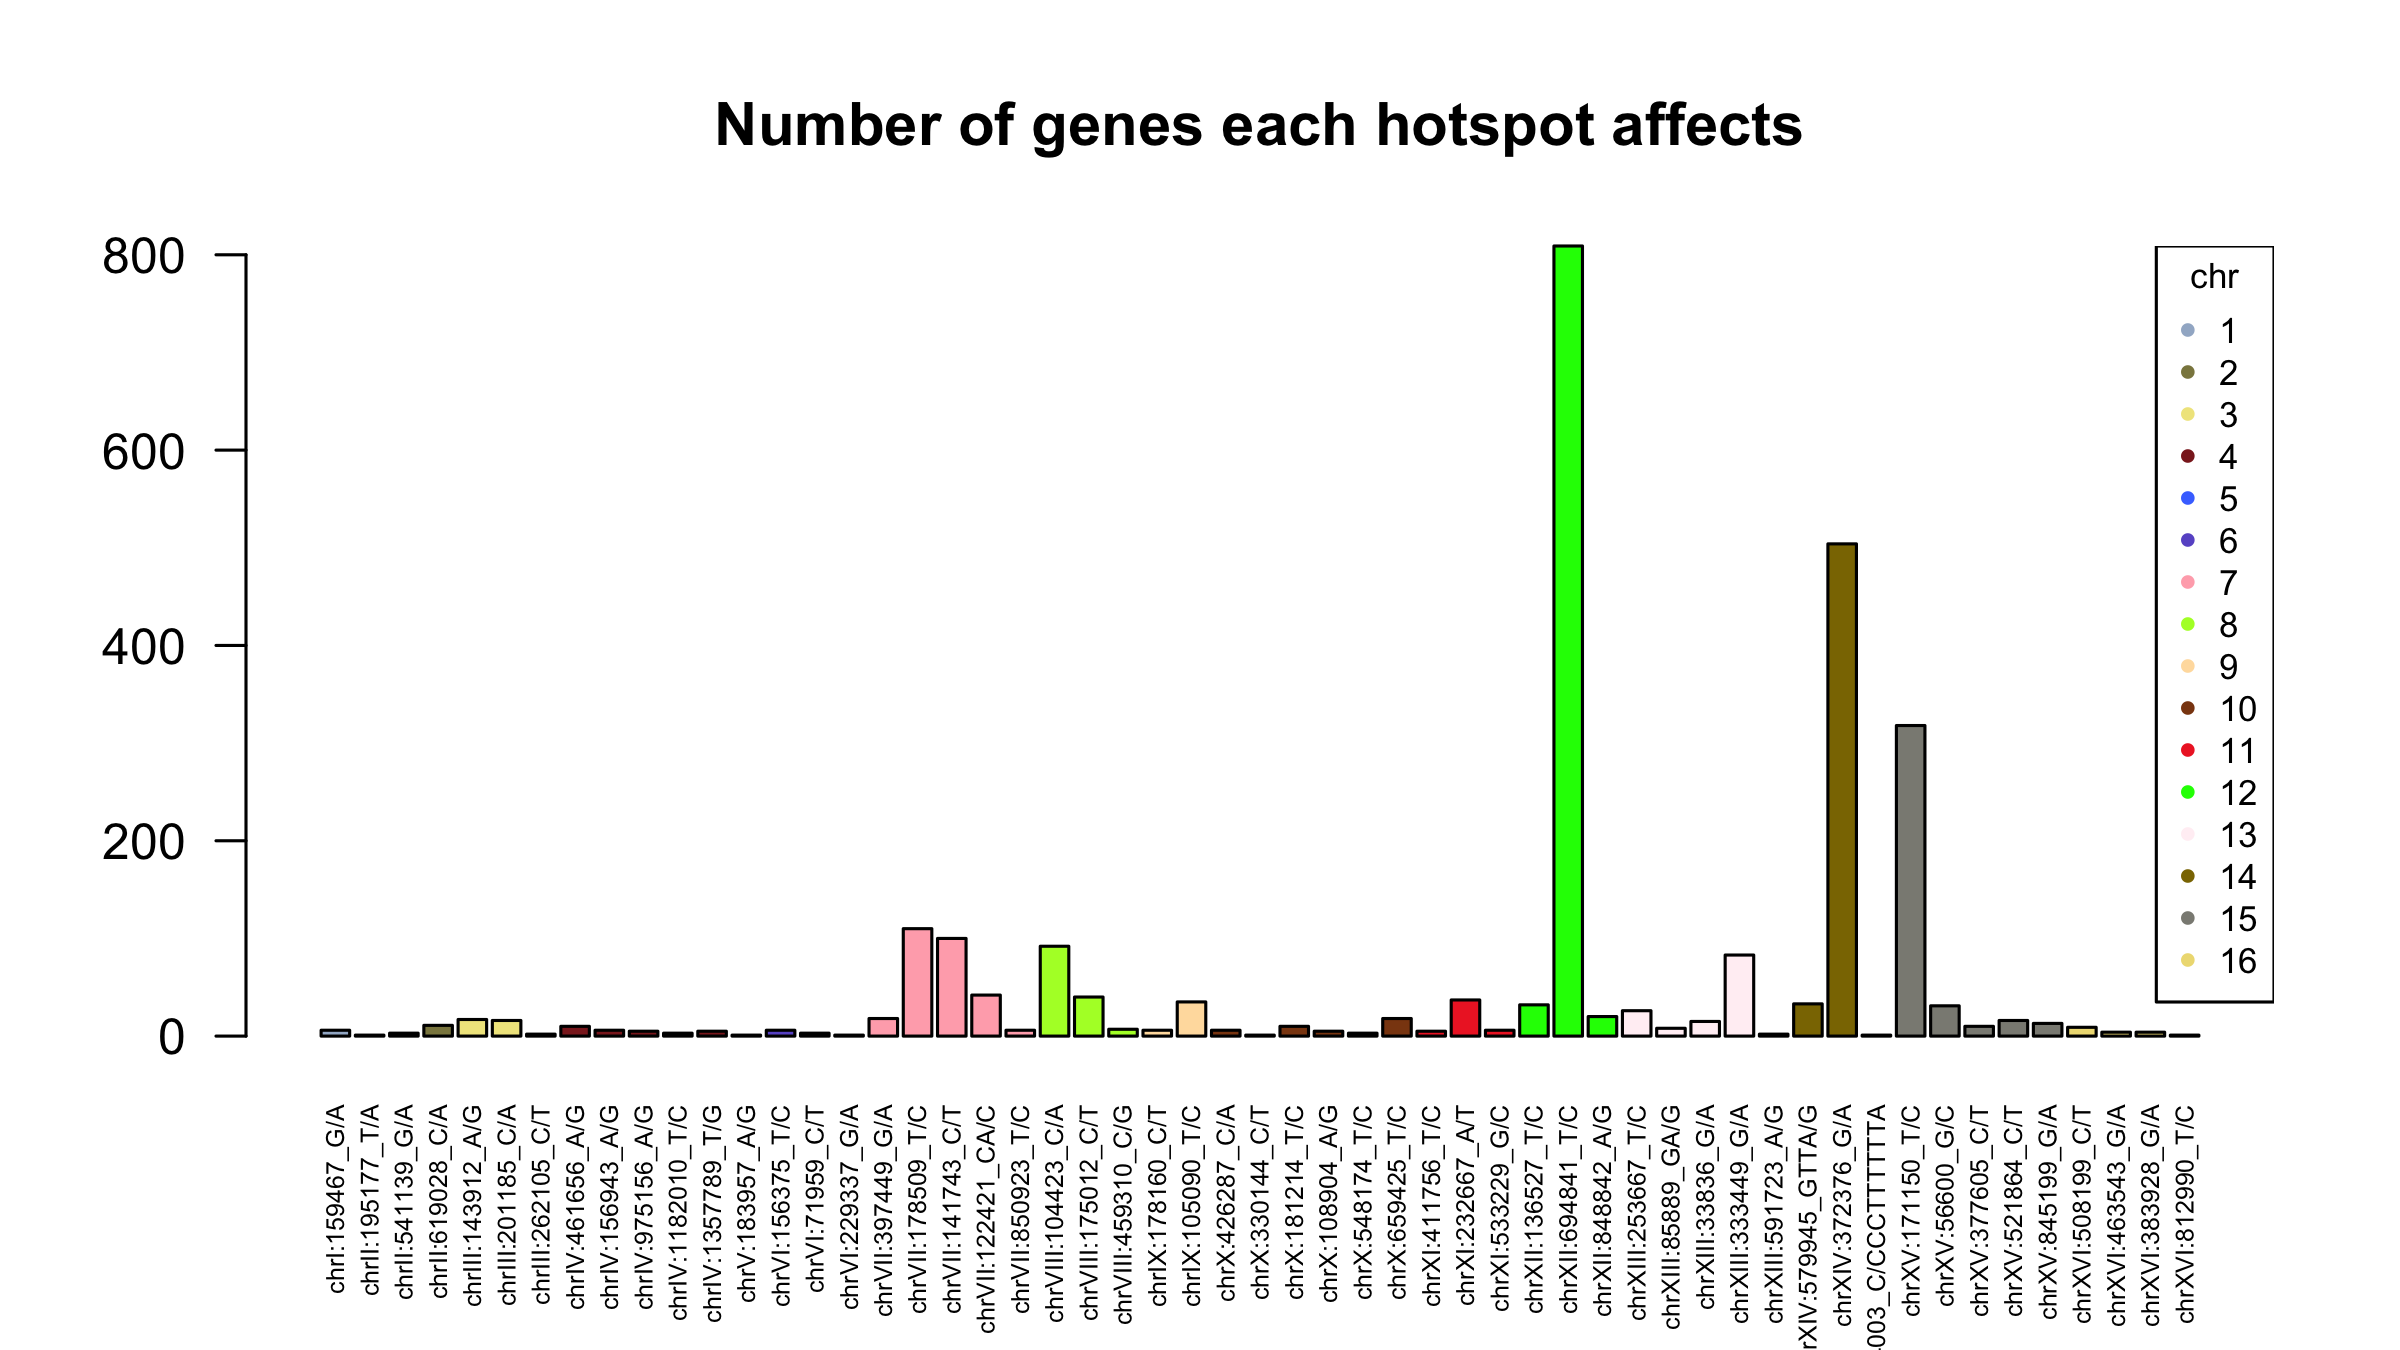 Number of genes each hotspot affects
800
600
400
200
0
chr
1
2
3
4
5
6
7
8
9
10
11
12
13
14
15
16
chrI:159467_G/A
chrII:195177_T/A
chrII:541139_G/A
chrII:619028_C/A
chrIII:143912_A/G
chrIII:201185_C/A
chrIII:262105_C/T
chrIV:461656_A/G
chrIV:156943_A/G
chrIV:975156_A/G
chrIV:1182010_T/C
chrIV:1357789_T/G
chrV:183957_A/G
chrVI:156375_T/C
chrVI:71959_C/T
chrVI:229337_G/A
chrVII:397449_G/A
chrVII:178509_T/C
chrVII:141743_C/T
chrVII:122421_CA/C
chrVII:850923_T/C
chrVIII:104423_C/A
chrVIII:175012_C/T
chrVIII:459310_C/G
chrIX:178160_C/T
chrIX:105090_T/C
chrX:426287_C/A
chrX:330144_C/T
chrX:181214_T/C
chrX:108904_A/G
chrX:548174_T/C
chrX:659425_T/C
chrXI:411756_T/C
chrXI:232667_A/T
chrXI:533229_G/C
chrXII:136527_T/C
chrXII:694841_T/C
chrXII:848842_A/G
chrXIII:253667_T/C
chrXIII:85889_GA/G
chrXIII:33836_G/A
chrXIII:333449_G/A
chrXIII:591723_A/G
rXIV:579945_GTTA/G
chrXIV:372376_G/A
003_C/CCCTTTTTTA
chrXV:171150_T/C
chrXV:56600_G/C
chrXV:377605_C/T
chrXV:521864_C/T
chrXV:845199_G/A
chrXVI:508199_C/T
chrXVI:463543_G/A
chrXVI:383928_G/A
chrXVI:812990_T/C